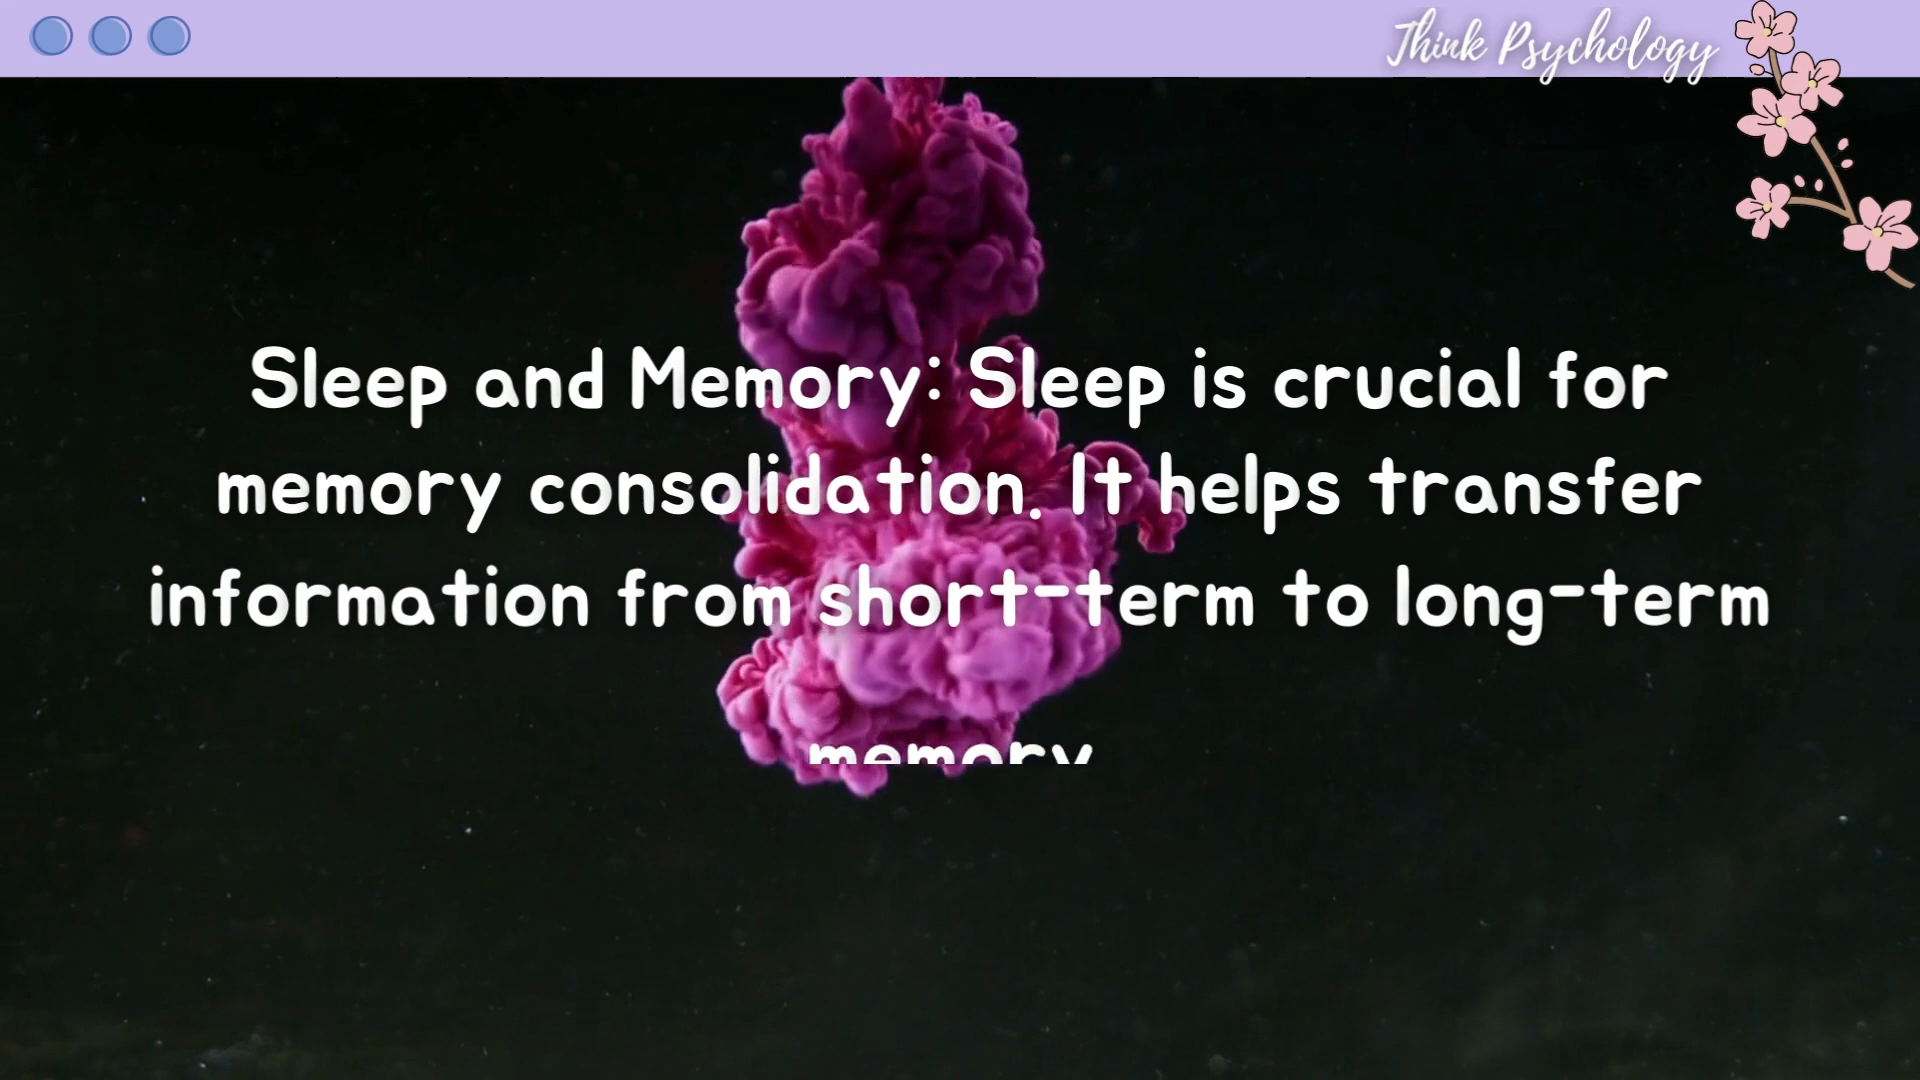 Think Psychology
Sleep and Memory: Sleep is crucial for
memory consolidation. It helps transfer
information from short-term to long-term
memory